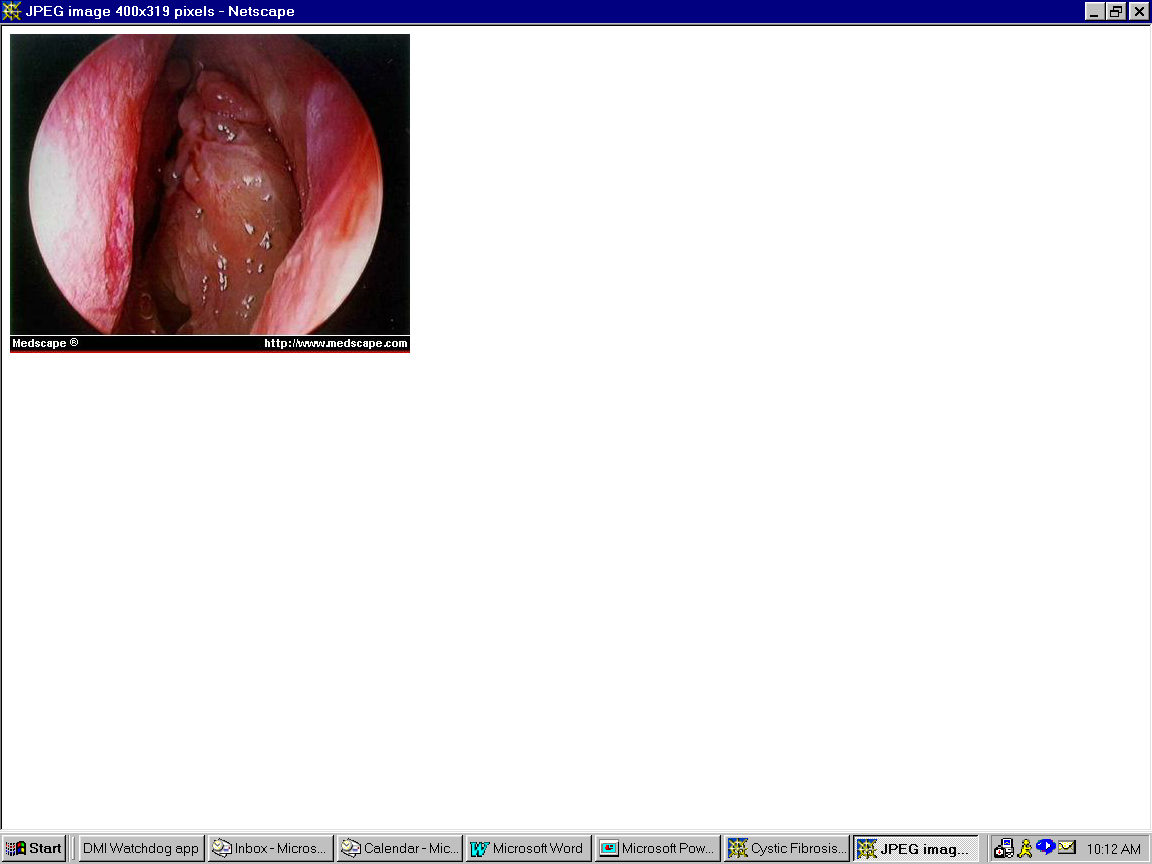 JPEG image 400x319 pixels - Netscape
Medscape ® http://www.medscape.com
Start DMI Watchdog app Inbox - Micros... Calendar - Mic... Microsoft Word Microsoft Pow... Cystic Fibrosis... JPEG imag... 10:12 AM